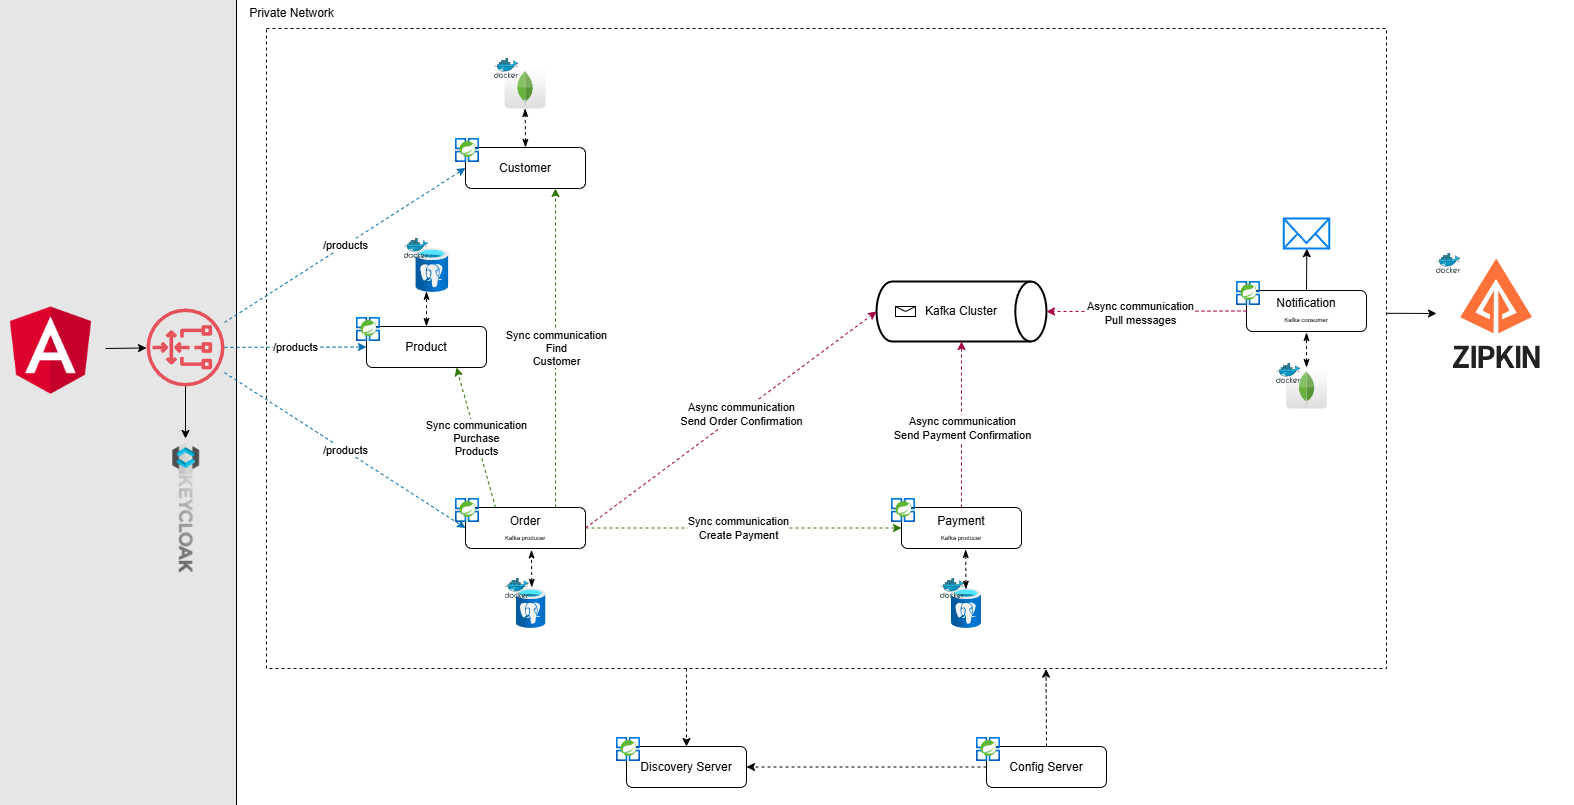 Private Network
docker
Customer
/products
docker
Product
/products
Sync communication
Find
Customer
Sync communication
Purchase
Products
/products
Order
Kafka producer
docker
Async communication
Send Order Confirmation
Sync communication
Create Payment
Kafka Cluster
Async communication
Send Payment Confirmation
Payment
Kafka producer
docker
Async communication
Pull messages
Notification
Kafka consumer
docker
docker
ZIPKIN
A
KEYCLOAK
Discovery Server
Config Server